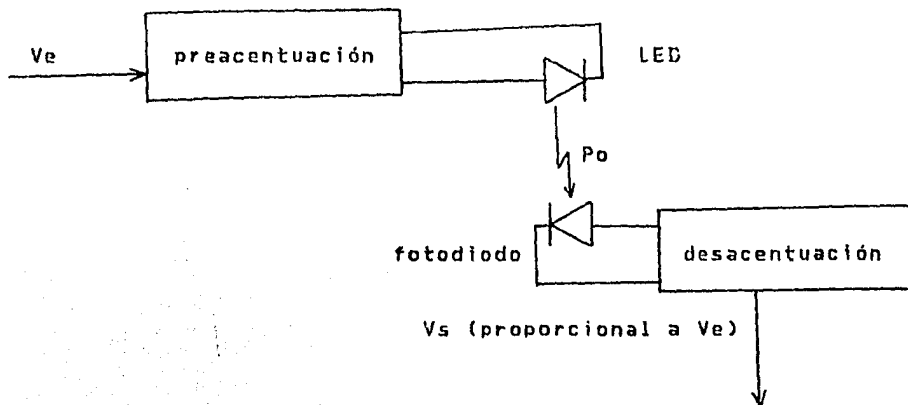 Ve
preacentuación
LED
Po
fotodiodo
desacentuación
Vs (proporcional a Ve)